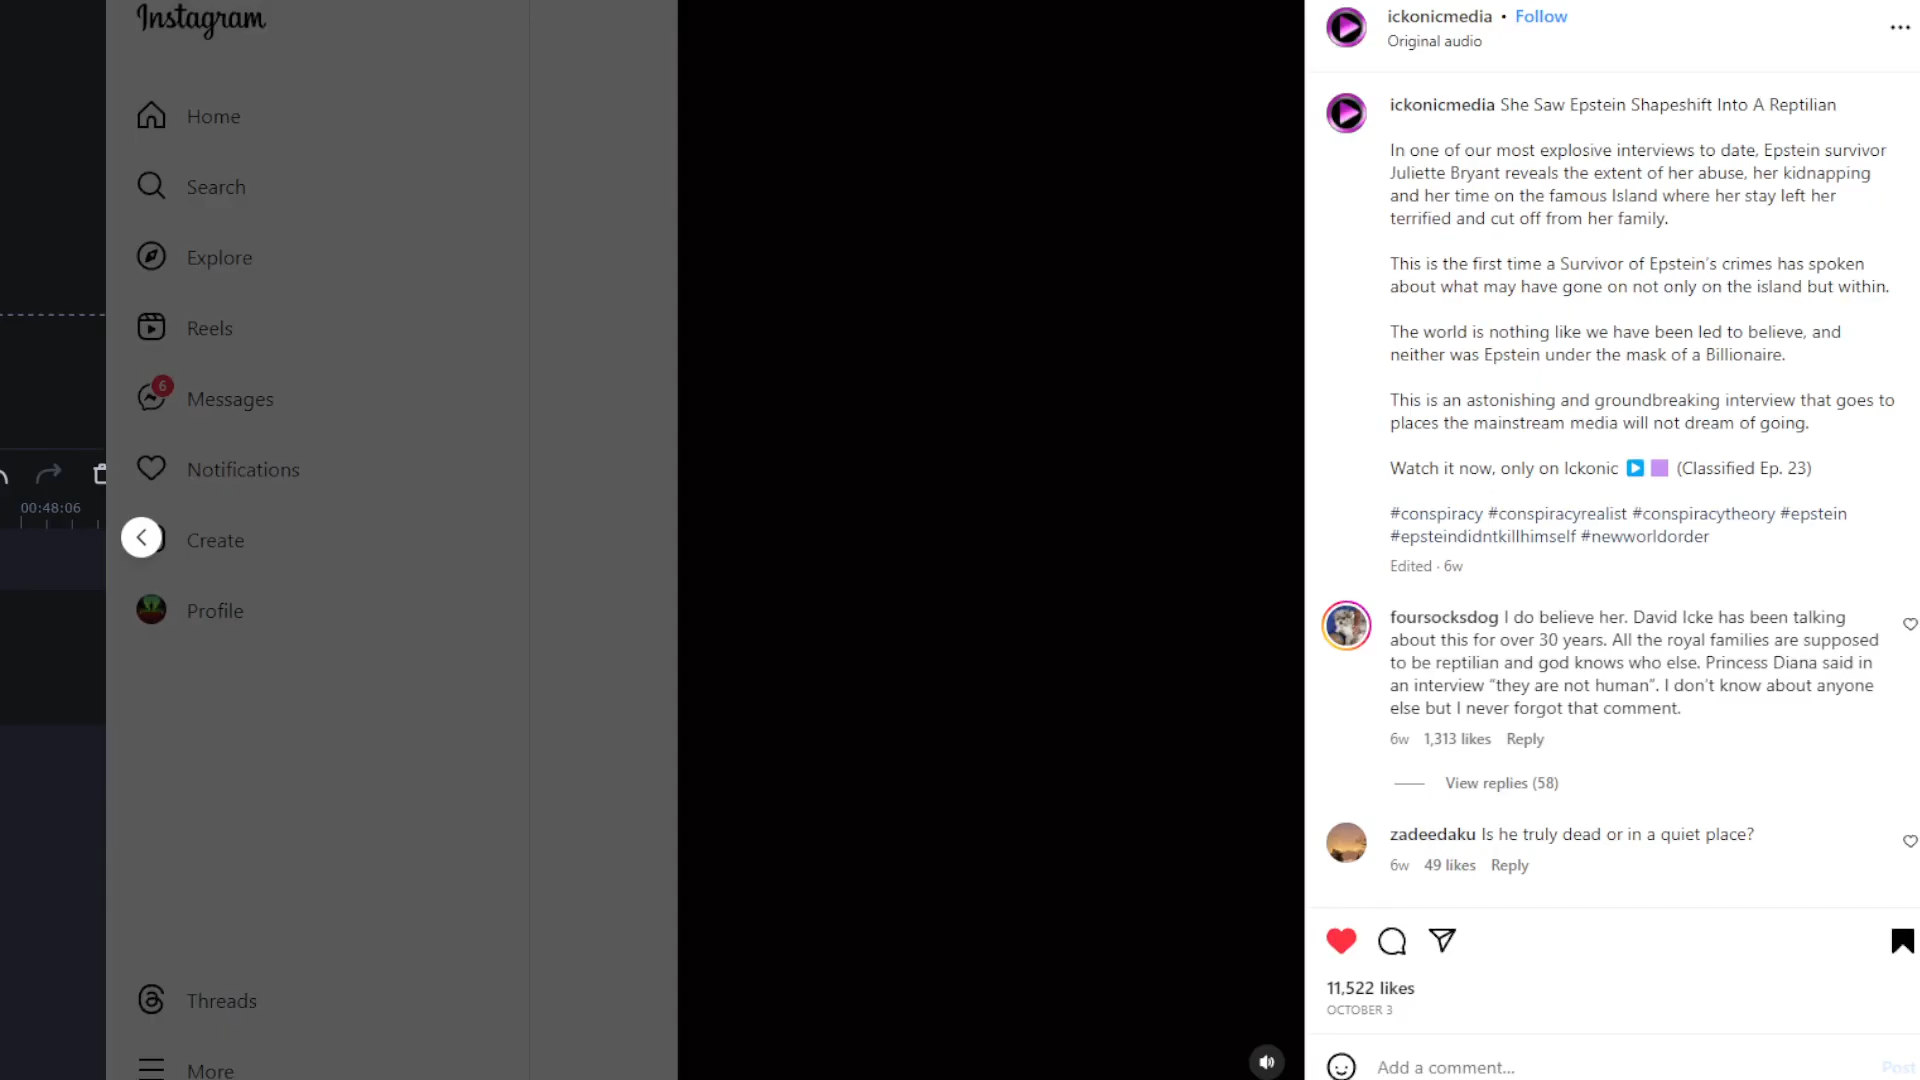 Instagram
Home
Search
Explore
Reels
6
Messages
Notifications
00:48:06
Create
Profile
Threads
More
ickonicmedia • Follow
Original audio
ickonicmedia She Saw Epstein Shapeshift Into A Reptilian
In one of our most explosive interviews to date, Epstein survivor
Juliette Bryant reveals the extent of her abuse, her kidnapping
and her time on the famous Island where her stay left her
terrified and cut off from her family.
This is the first time a Survivor of Epstein's crimes has spoken
about what may have gone on not only on the island but within.
The world is nothing like we have been led to believe, and
neither was Epstein under the mask of a Billionaire.
This is an astonishing and groundbreaking interview that goes to
places the mainstream media will not dream of going.
Watch it now, only on Ickonic ▶️ 🟪 (Classified Ep. 23)
#conspiracy #conspiracyrealist #conspiracytheory #epstein
#epsteindidntkillhimself #newworldorder
Edited · 6w
foursocksdog I do believe her. David Icke has been talking
about this for over 30 years. All the royal families are supposed
to be reptilian and god knows who else. Princess Diana said in
an interview "they are not human". I don't know about anyone
else but I never forgot that comment.
6w 1,313 likes Reply
View replies (58)
zadeedaku Is he truly dead or in a quiet place?
6w 49 likes Reply
11,522 likes
OCTOBER 3
Add a comment...
Post